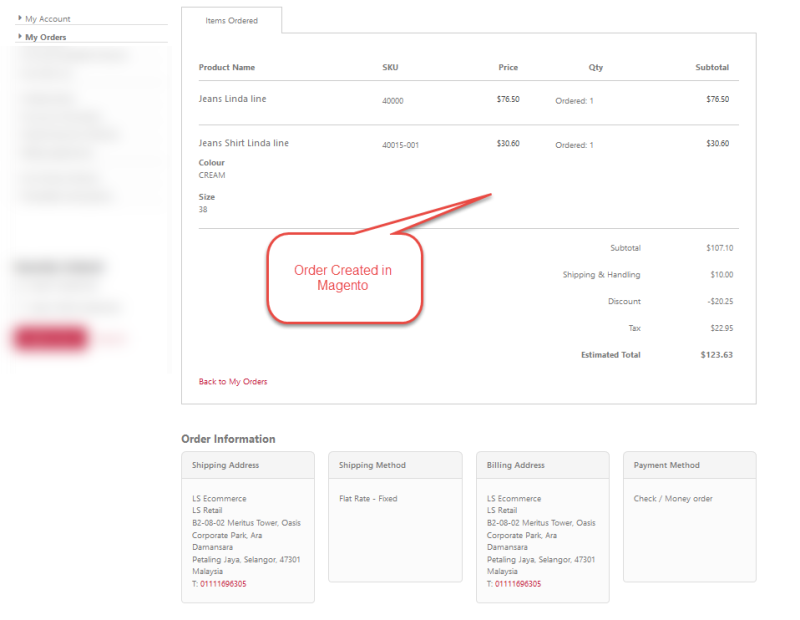 My Account
My Orders
Items Ordered
Product Name SKU Price Qty Subtotal
Jeans Linda line 40000 $76.50 Ordered: 1 $76.50
Jeans Shirt Linda line 40015-001 $30.60 Ordered: 1 $30.60
Colour
CREAM
Size
38
Order Created in
Magento
Subtotal $107.10
Shipping & Handling $10.00
Discount -$20.25
Tax $22.95
Estimated Total $123.63
Back to My Orders
Order Information
Shipping Address
LS Ecommerce
LS Retail
B2-08-02 Meritus Tower, Oasis
Corporate Park, Ara
Damansara
Petaling Jaya, Selangor, 47301
Malaysia
T: 01111696305
Shipping Method
Flat Rate - Fixed
Billing Address
LS Ecommerce
LS Retail
B2-08-02 Meritus Tower, Oasis
Corporate Park, Ara
Damansara
Petaling Jaya, Selangor, 47301
Malaysia
T: 01111696305
Payment Method
Check / Money order